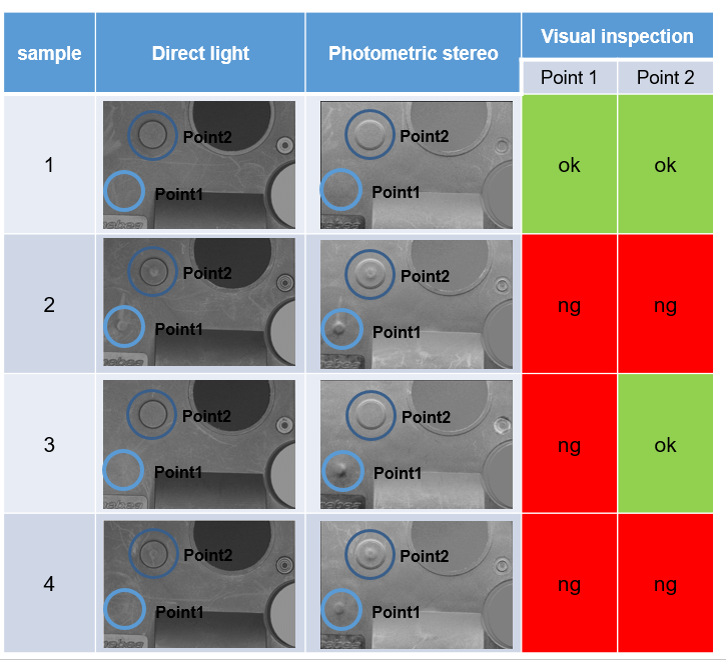 sample
Direct light
Photometric stereo
Visual inspection
Point 1
Point 2
1
Point2
Point1
Point2
Point1
ok
ok
2
Point2
Point1
Point2
Point1
ng
ng
3
Point2
Point1
Point2
Point1
ng
ok
4
Point2
Point1
Point2
Point1
ng
ng